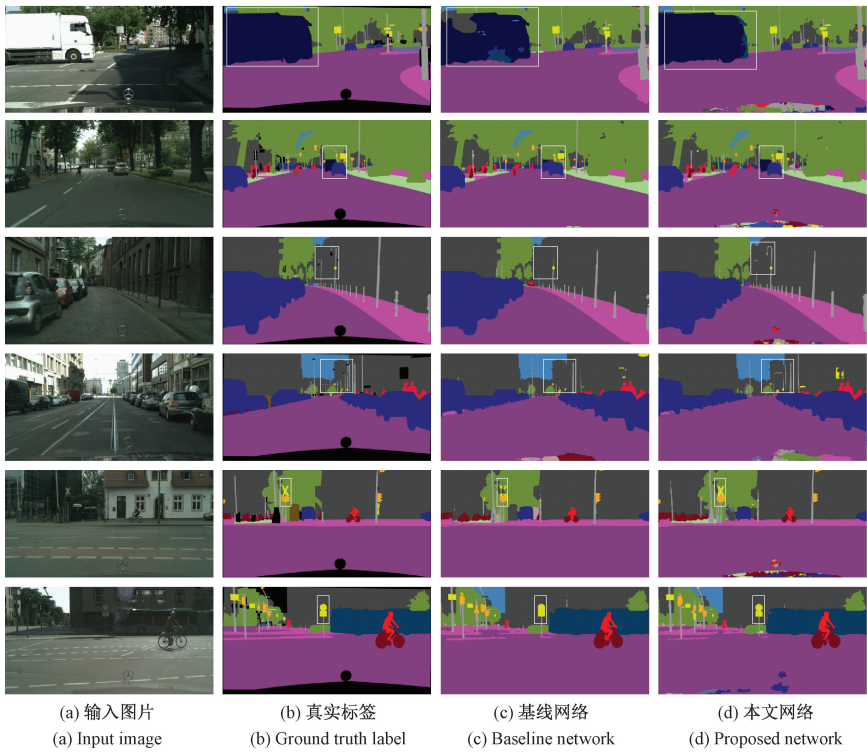 (a) 输入图片
(b) 真实标签
(c) 基线网络
(d) 本文网络
(a) Input image
(b) Ground truth label
(c) Baseline network
(d) Proposed network